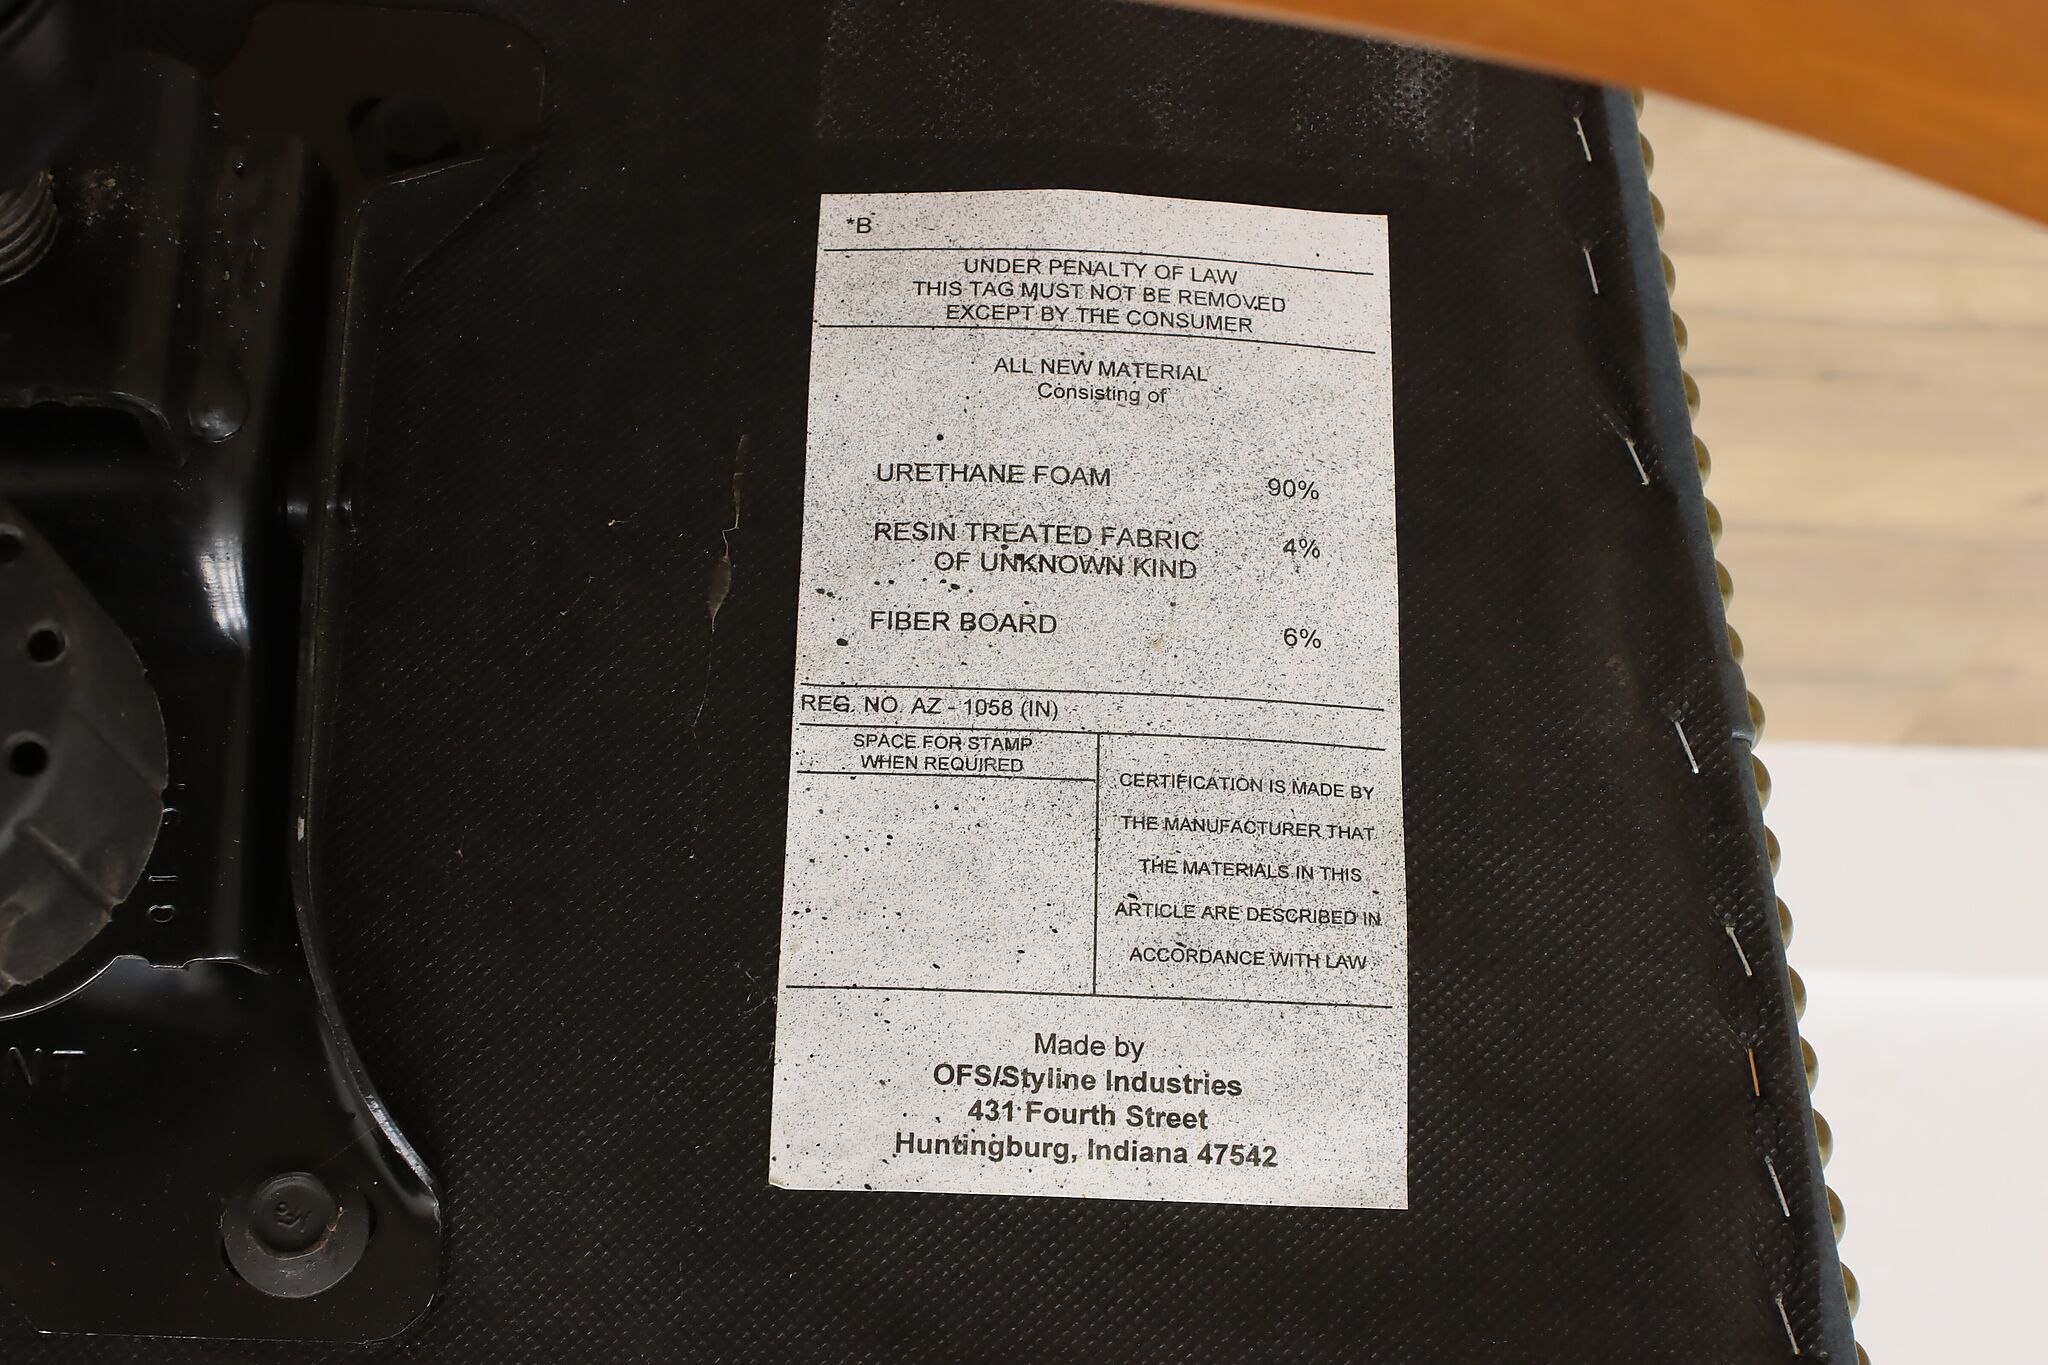 *B
UNDER PENALTY OF LAW
THIS TAG MUST NOT BE REMOVED
EXCEPT BY THE CONSUMER
ALL NEW MATERIAL
Consisting of
URETHANE FOAM 90%
RESIN TREATED FABRIC 4%
OF UNKNOWN KIND
FIBER BOARD 6%
REG. NO. AZ - 1058 (IN)
SPACE FOR STAMP
WHEN REQUIRED
CERTIFICATION IS MADE BY
THE MANUFACTURER THAT
THE MATERIALS IN THIS
ARTICLE ARE DESCRIBED IN
ACCORDANCE WITH LAW
Made by
OFS/Styline Industries
431 Fourth Street
Huntingburg, Indiana 47542